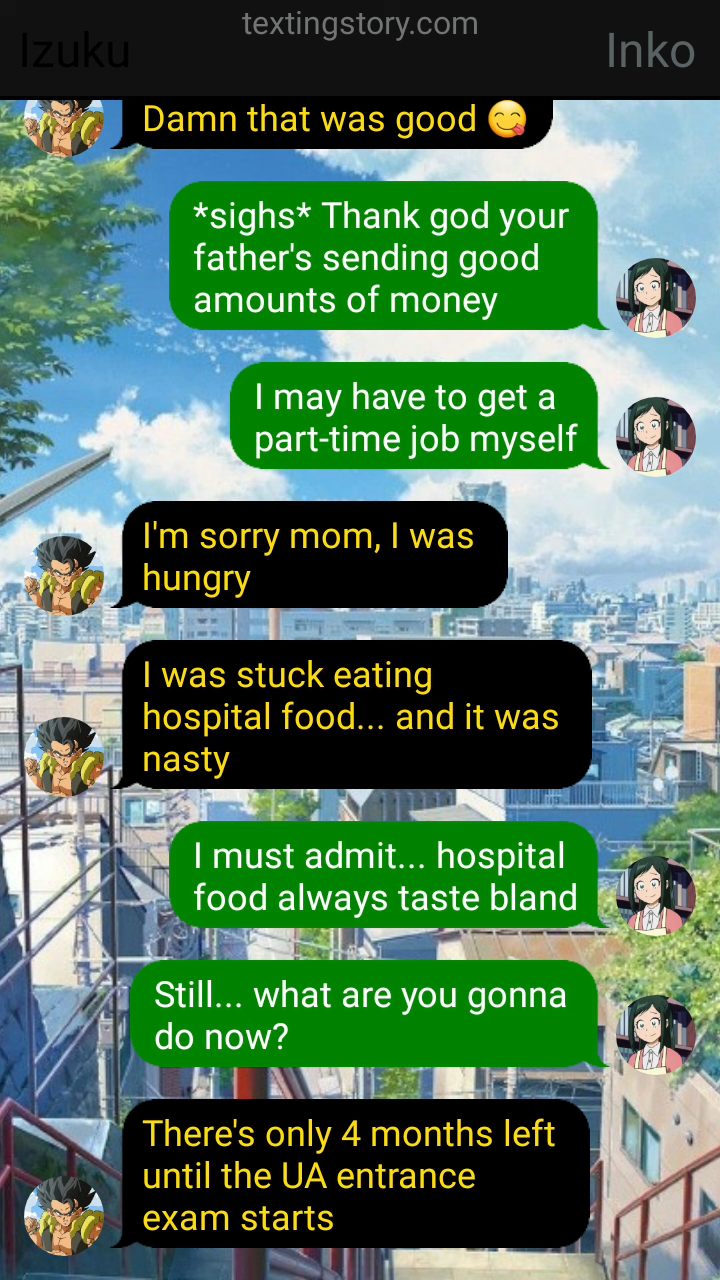 textingstory.com
Izuku
Inko
Damn that was good 😋
*sighs* Thank god your
father's sending good
amounts of money
I may have to get a
part-time job myself
I'm sorry mom, I was
hungry
I was stuck eating
hospital food... and it was
nasty
I must admit... hospital
food always taste bland
Still... what are you gonna
do now?
There's only 4 months left
until the UA entrance
exam starts